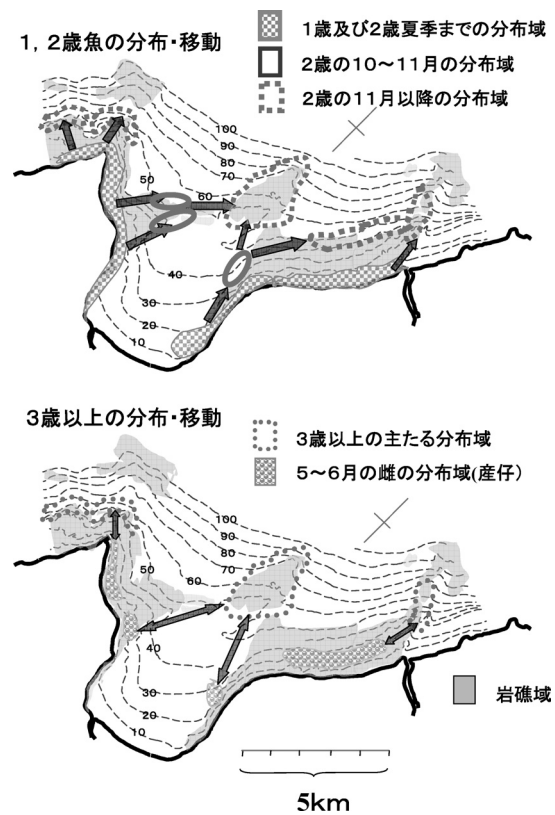 1, 2歳魚の分布・移動
1歳及び2歳夏季までの分布域
2歳の10～11月の分布域
2歳の11月以降の分布域
100
90
80
70
60
50
40
30
20
10
3歳以上の分布・移動
3歳以上の主たる分布域
5～6月の雌の分布域(産仔)
100
90
80
70
60
50
40
30
20
10
岩礁域
5km